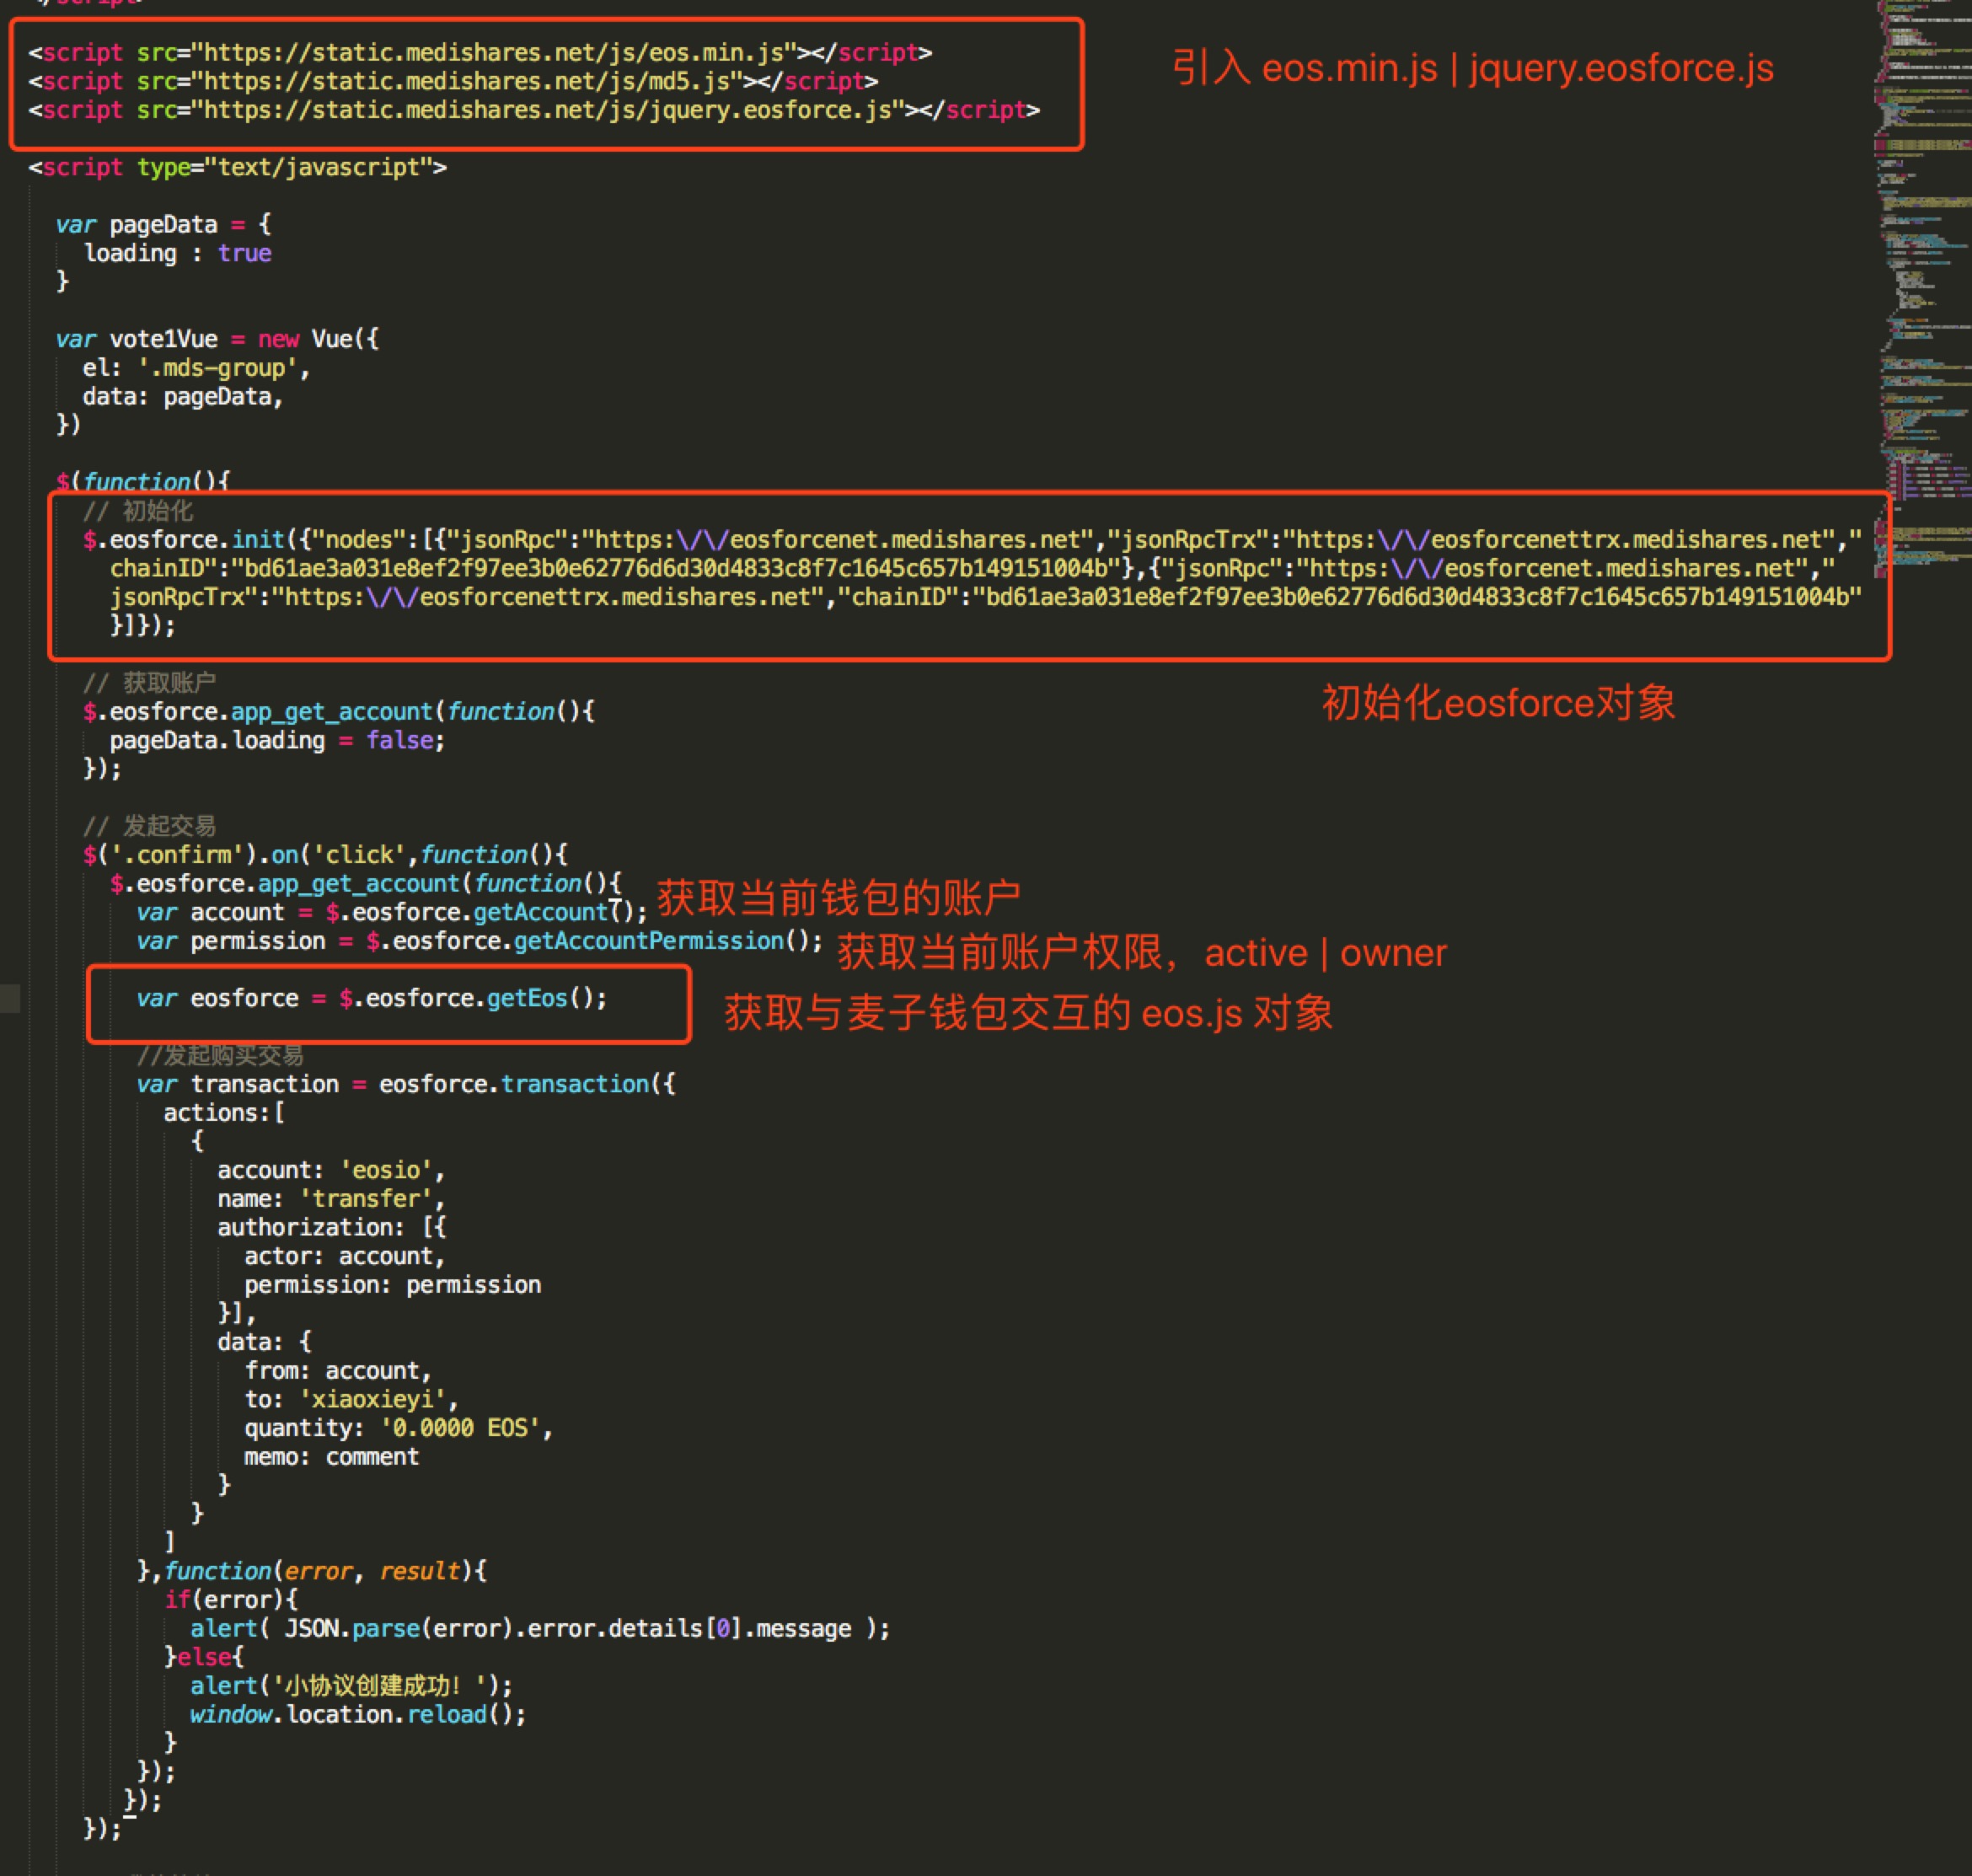 <script src="https://static.medishares.net/js/eos.min.js"></script>
引入 eos.min.js | jquery.eosforce.js
<script src="https://static.medishares.net/js/md5.js"></script>
<script src="https://static.medishares.net/js/jquery.eosforce.js"></script>
<script type="text/javascript">
var pageData = {
loading : true
}
var vote1Vue = new Vue({
el: '.mds-group',
data: pageData,
})
$(function(){
// 初始化
$.eosforce.init({"nodes":[{"jsonRpc":"https:\/\/eosforcenet.medishares.net","jsonRpcTrx":"https:\/\/eosforcenettrx.medishares.net","
chainID":"bd61ae3a031e8ef2f97ee3b0e62776d6d30d4833c8f7c1645c657b149151004b"},{"jsonRpc":"https:\/\/eosforcenet.medishares.net","
jsonRpcTrx":"https:\/\/eosforcenettrx.medishares.net","chainID":"bd61ae3a031e8ef2f97ee3b0e62776d6d30d4833c8f7c1645c657b149151004b"
}]});
初始化eosforce对象
// 获取账户
$.eosforce.app_get_account(function(){
pageData.loading = false;
});
// 发起交易
$('.confirm').on('click',function(){
$.eosforce.app_get_account(function(){
var account = $.eosforce.getAccount();
获取当前钱包的账户
var permission = $.eosforce.getAccountPermission();
获取当前账户权限，active | owner
var eosforce = $.eosforce.getEos();
获取与麦子钱包交互的 eos.js 对象
//发起购买交易
var transaction = eosforce.transaction({
actions:[
{
account: 'eosio',
name: 'transfer',
authorization: [{
actor: account,
permission: permission
}],
data: {
from: account,
to: 'xiaoxieyi',
quantity: '0.0000 EOS',
memo: comment
}
}
]
},function(error, result){
if(error){
alert( JSON.parse(error).error.details[0].message );
}else{
alert('小协议创建成功！');
window.location.reload();
}
});
});
});